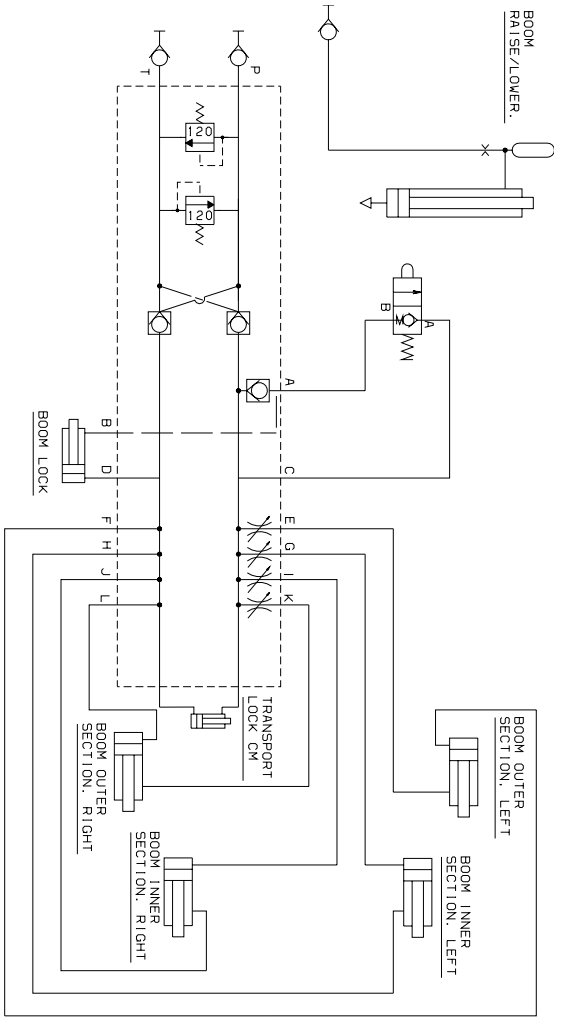 BOOM
RAISE/LOWER.
P
T
120
120
A
B
A
B
C
D
BOOM LOCK
E
F
G
H
I
J
K
L
TRANSPORT
LOCK CM
BOOM OUTER
SECTION. LEFT
BOOM OUTER
SECTION. RIGHT
BOOM INNER
SECTION. LEFT
BOOM INNER
SECTION. RIGHT